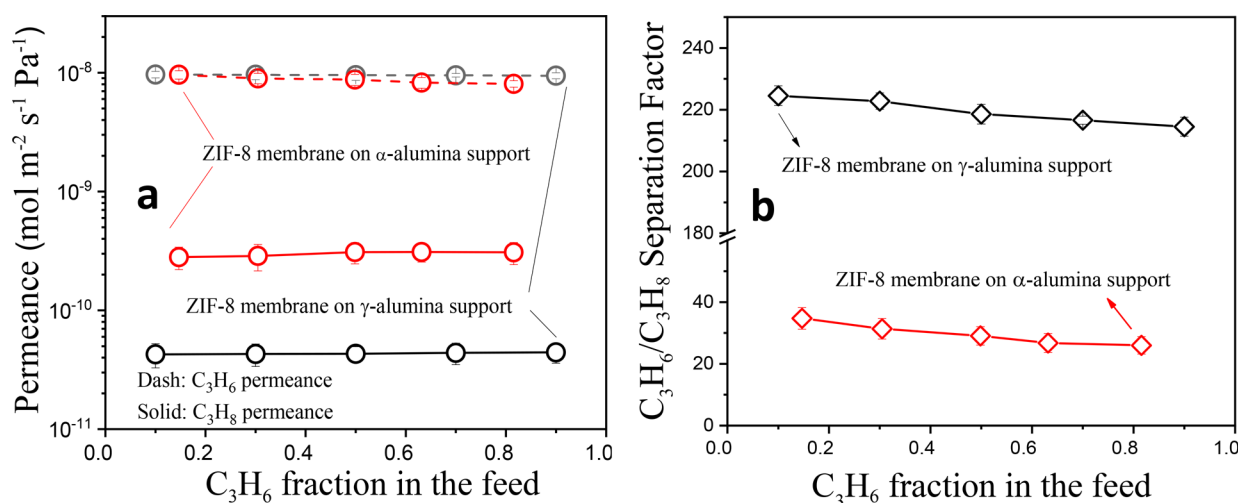 Permeance (mol m⁻² s⁻¹ Pa⁻¹)
10⁻⁸
10⁻⁹
10⁻¹⁰
10⁻¹¹
a
ZIF-8 membrane on α-alumina support
ZIF-8 membrane on γ-alumina support
Dash: C₃H₆ permeance
Solid: C₃H₈ permeance
0.0 0.2 0.4 0.6 0.8 1.0
C₃H₆ fraction in the feed
C₃H₆/C₃H₈ Separation Factor
240
220
200
180
60
40
20
0
b
ZIF-8 membrane on γ-alumina support
ZIF-8 membrane on α-alumina support
0.0 0.2 0.4 0.6 0.8 1.0
C₃H₆ fraction in the feed